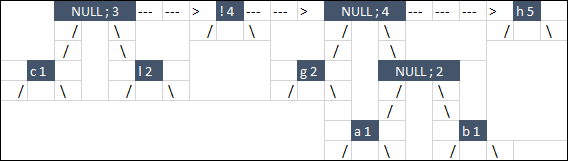 NULL ; 3 --- --- > ! 4 --- --- > NULL ; 4 --- --- --- > h 5
/ \ / \ / \ / \
/ \ / \
c 1 l 2 g 2 NULL ; 2
/ \ / \ / \ / \
/ \
a 1 b 1
/ \ / \